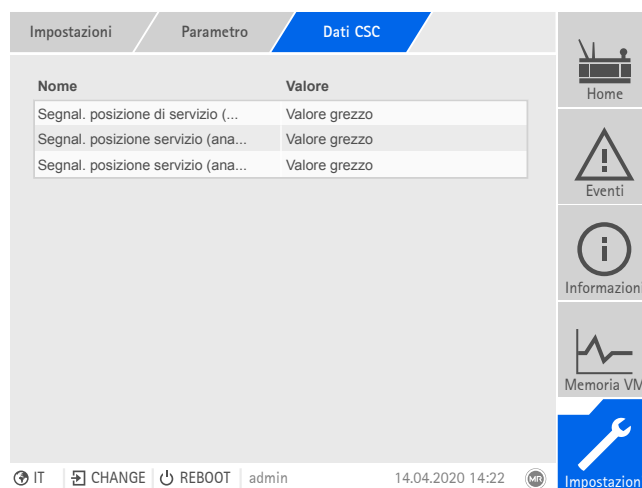 Impostazioni
Parametro
Dati CSC
Nome Valore
Segnal. posizione di servizio (... Valore grezzo
Segnal. posizione servizio (ana... Valore grezzo
Segnal. posizione servizio (ana... Valore grezzo
Home
Eventi
Informazion
Memoria VM
Impostazion
IT CHANGE REBOOT admin 14.04.2020 14:22 MR